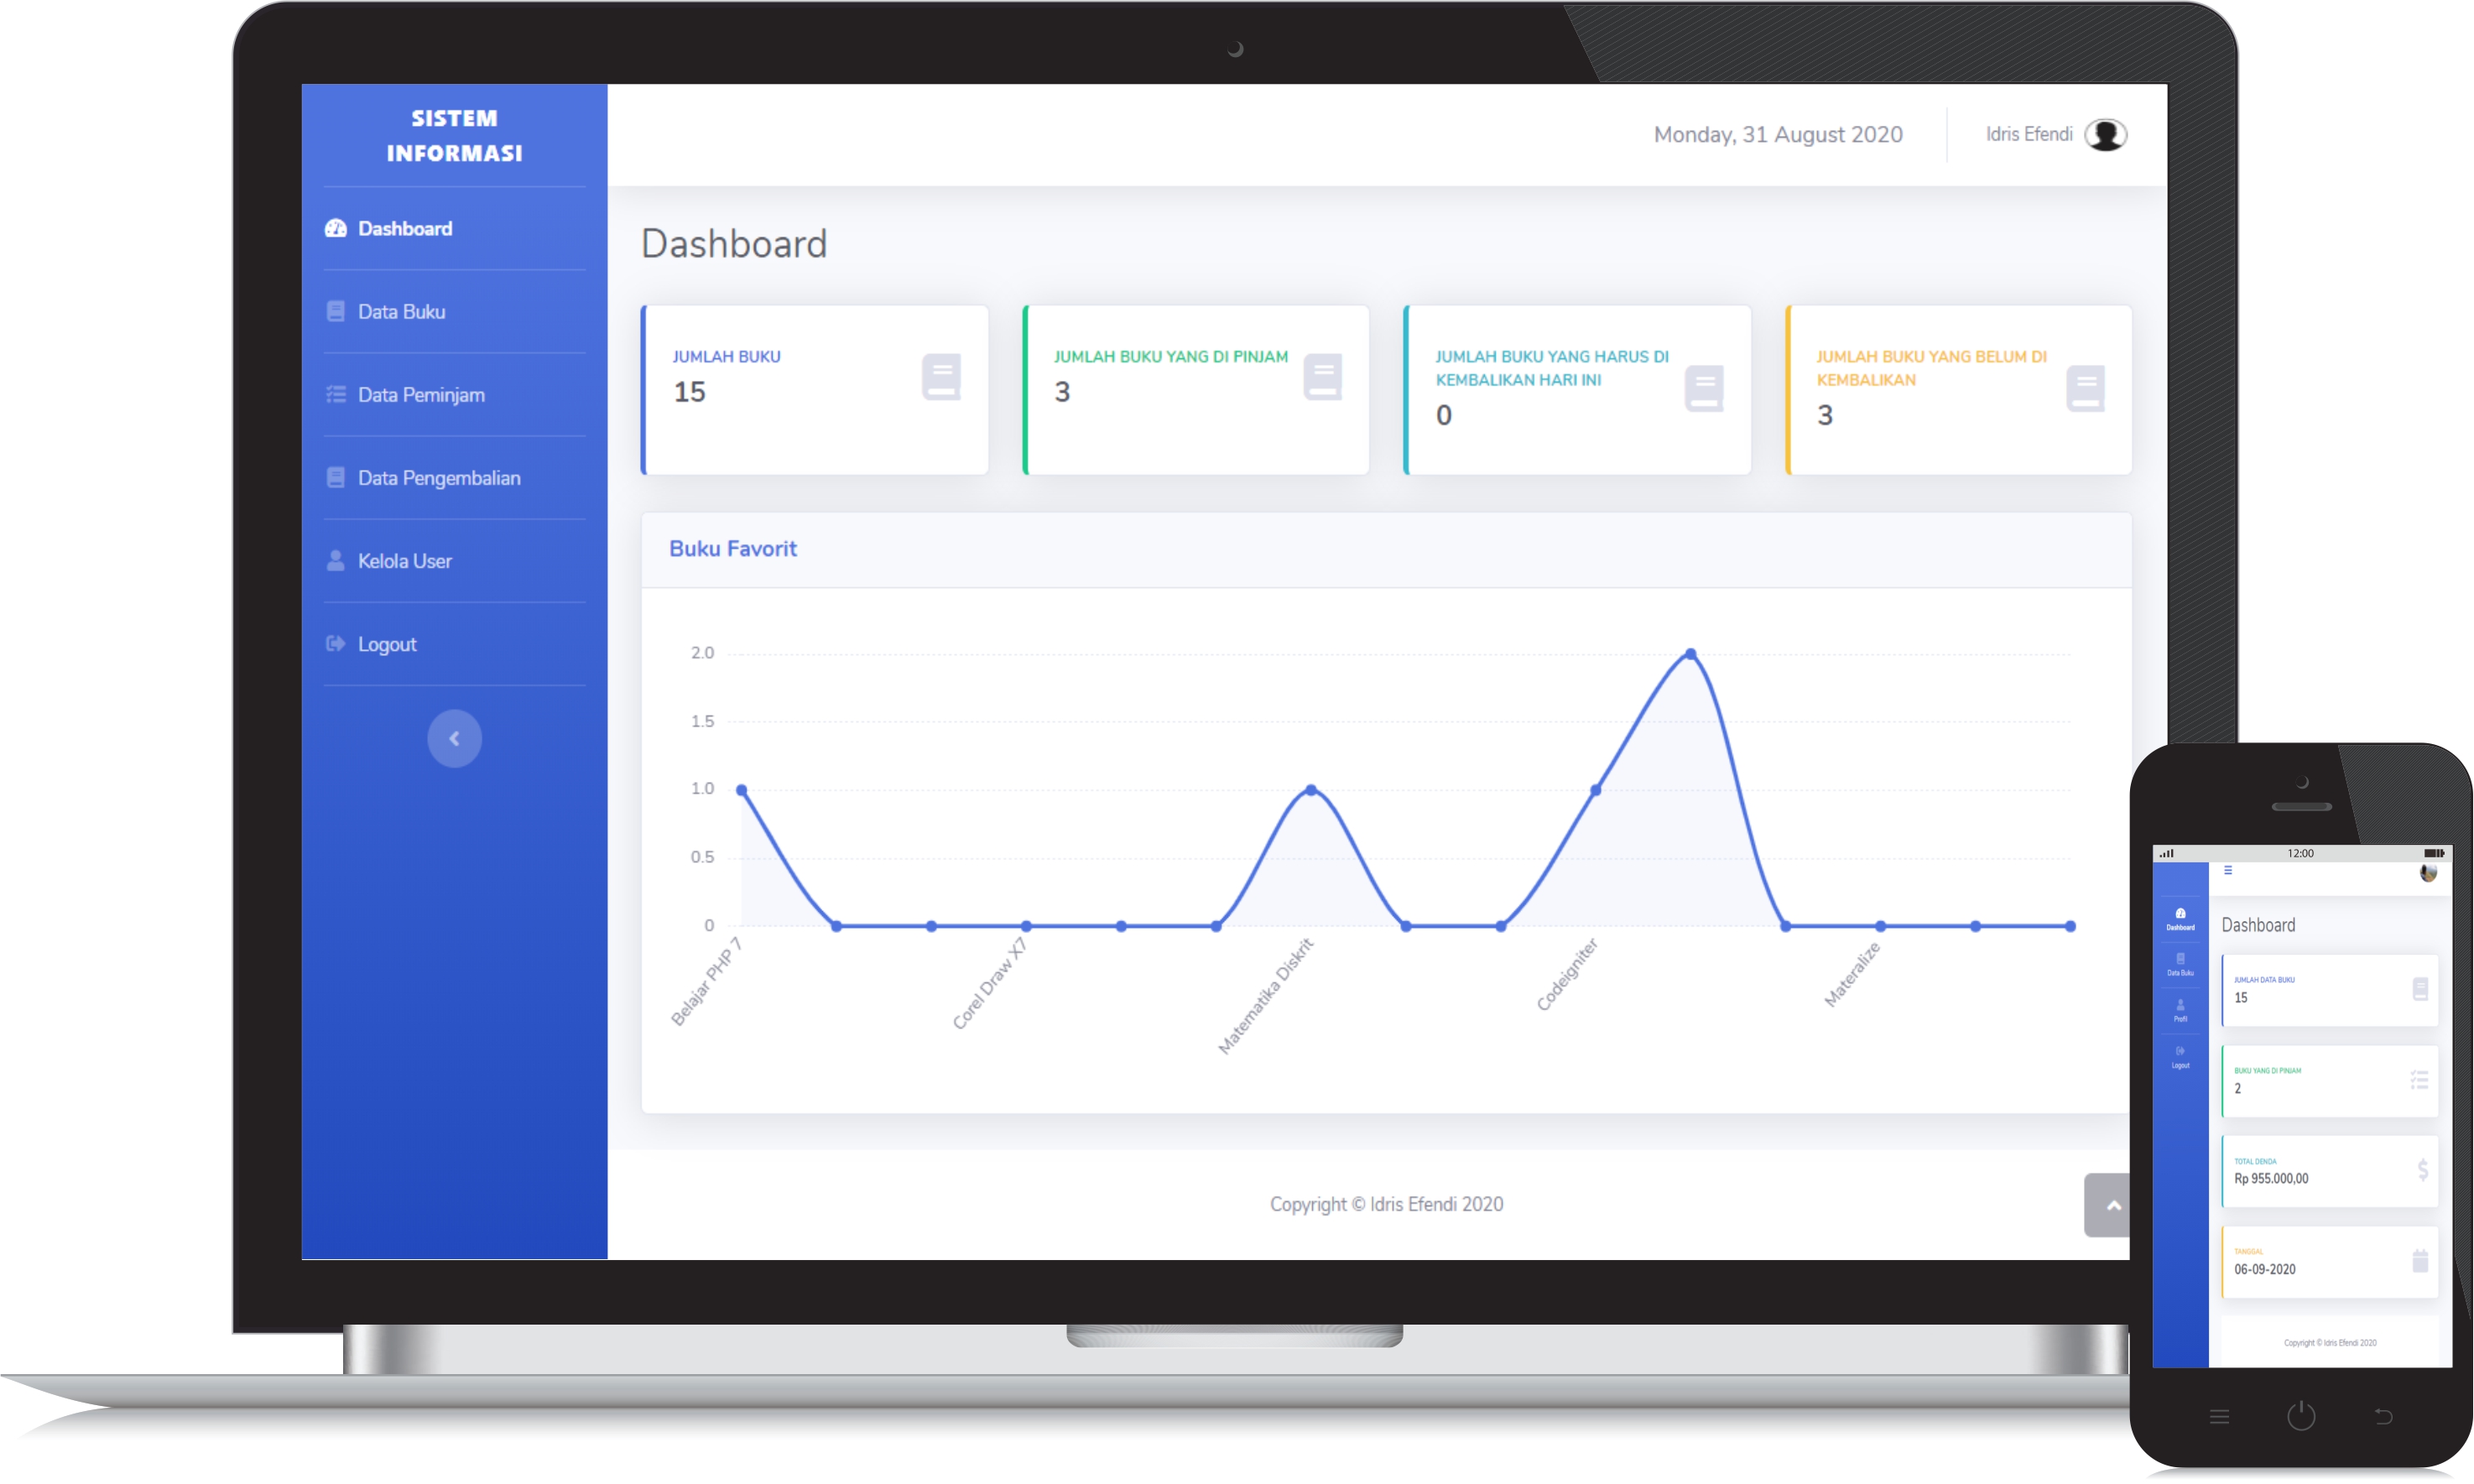 SISTEM
INFORMASI
Dashboard
Data Buku
Data Peminjam
Data Pengembalian
Kelola User
Logout
Monday, 31 August 2020
Idris Efendi
Dashboard
JUMLAH BUKU
15
JUMLAH BUKU YANG DI PINJAM
3
JUMLAH BUKU YANG HARUS DI
KEMBALIKAN HARI INI
0
JUMLAH BUKU YANG BELUM DI
KEMBALIKAN
3
Buku Favorit
2.0
1.5
1.0
0.5
0
Belajar PHP 7
Corel Draw X7
Matematika Diskrit
Codeigniter
Materalize
Copyright © Idris Efendi 2020
12:00
Dashboard
Data Buku
Profil
Logout
Dashboard
JUMLAH DATA BUKU
15
BUKU YANG DI PINJAM
2
TOTAL DENDA
Rp 955.000,00
TANGGAL
06-09-2020
Copyright © Idris Efendi 2020